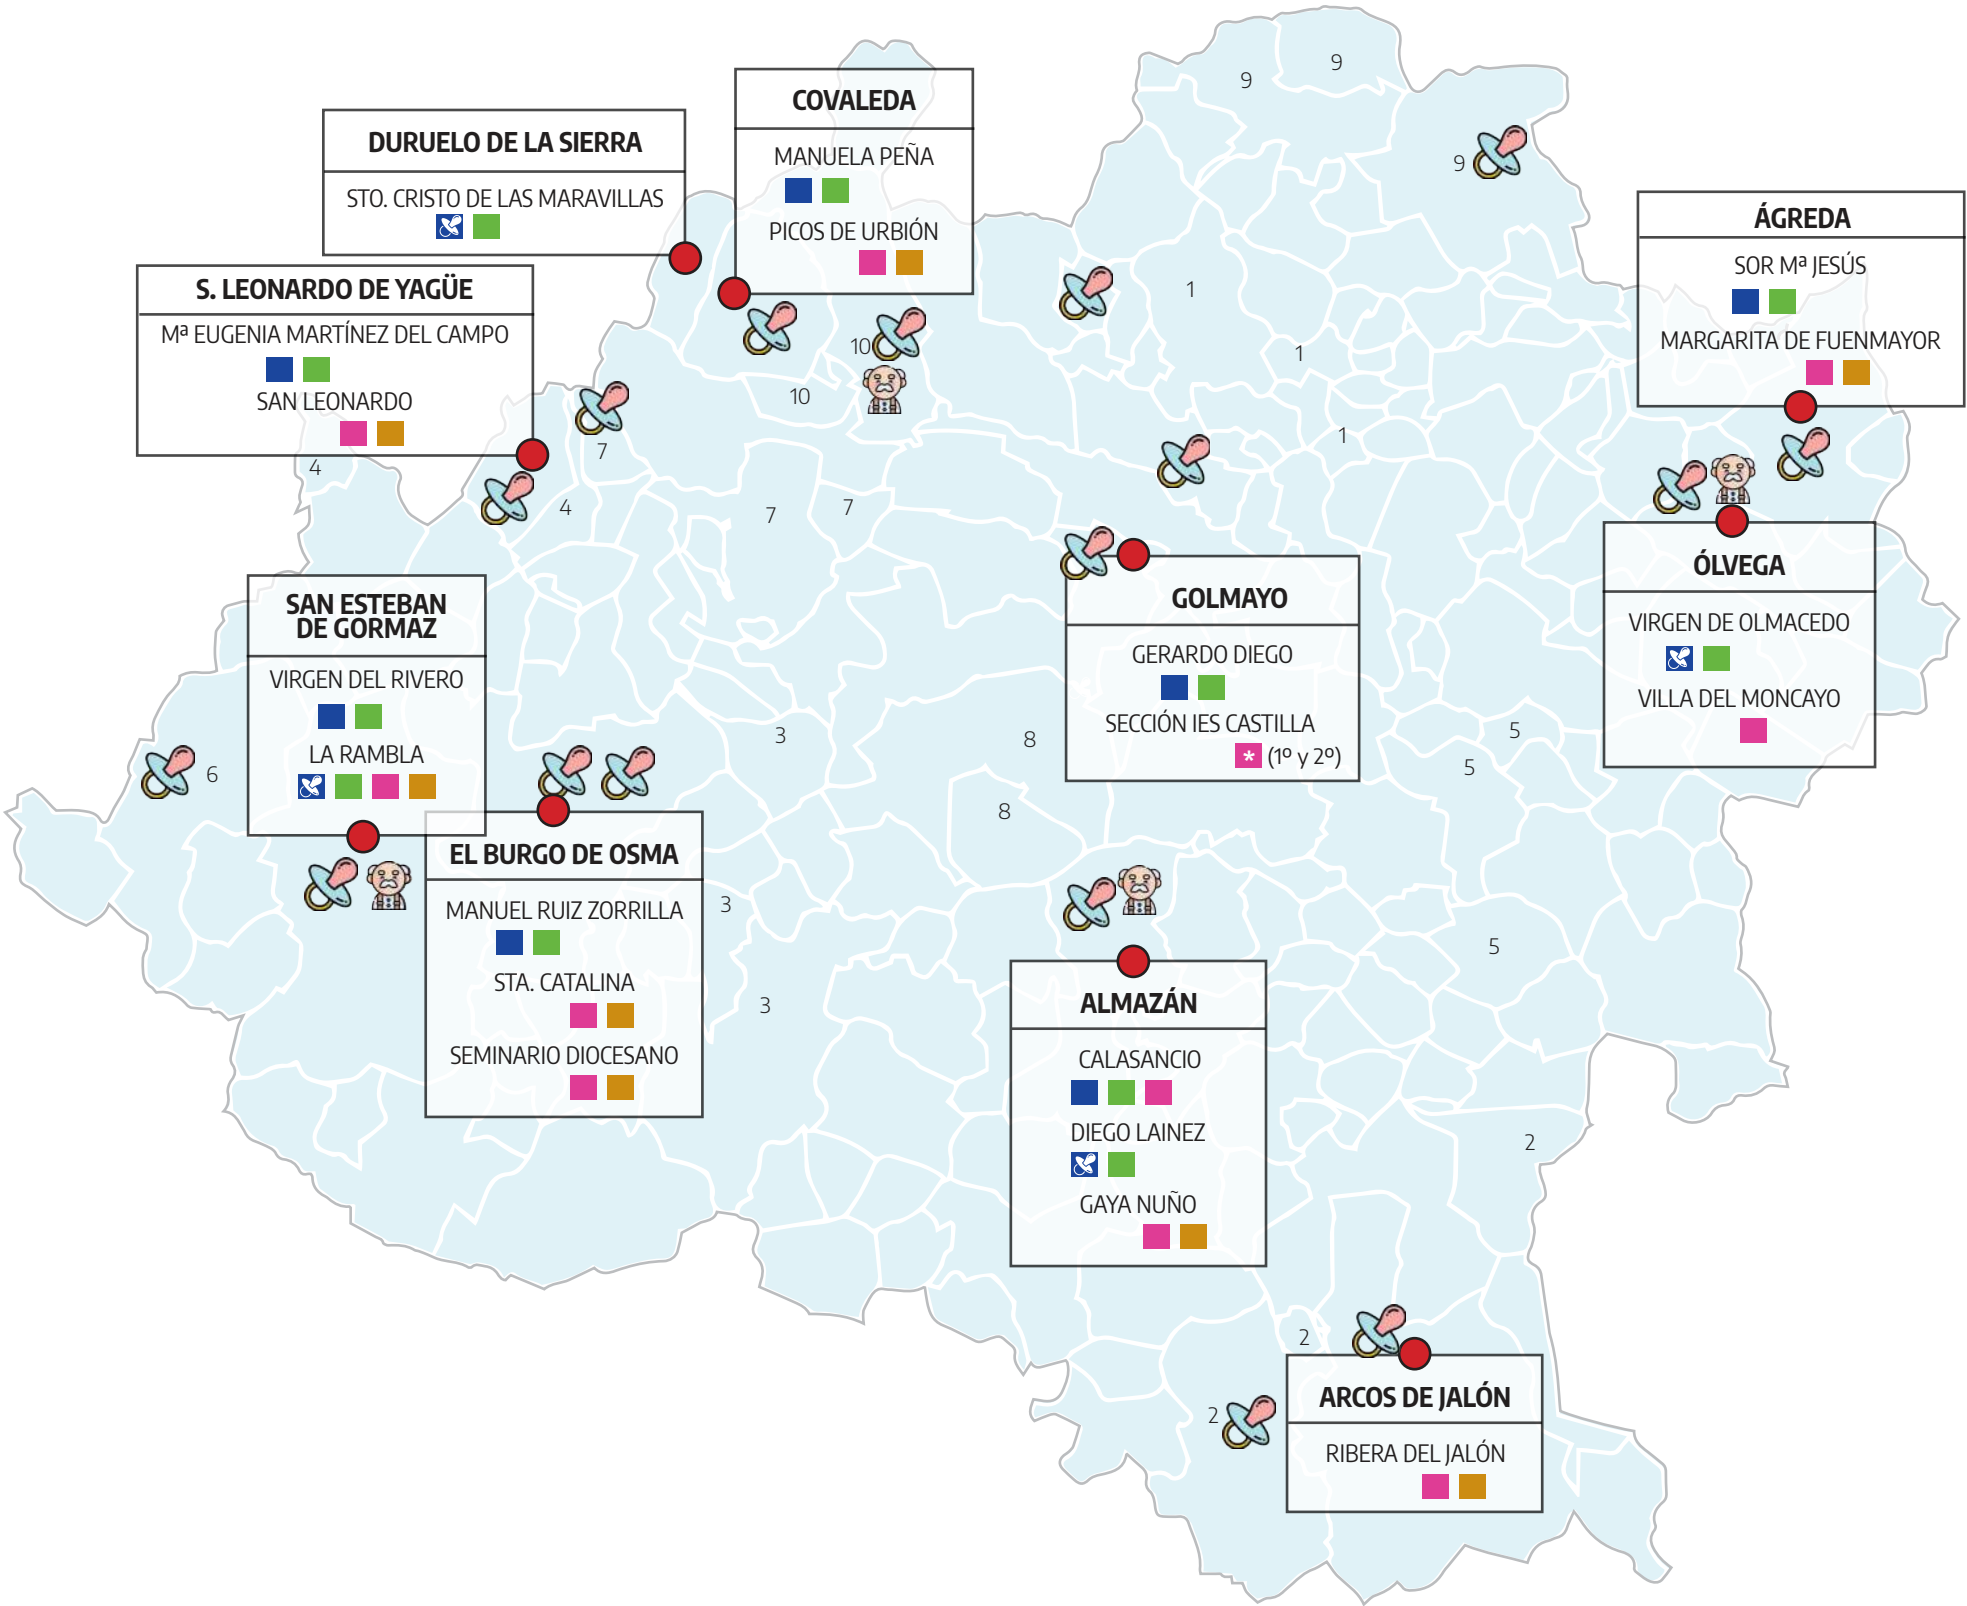 9
9
COVALEDA
MANUELA PEÑA
PICOS DE URBIÓN
DURUELO DE LA SIERRA
STO. CRISTO DE LAS MARAVILLAS
9
ÁGREDA
SOR Mª JESÚS
MARGARITA DE FUENMAYOR
S. LEONARDO DE YAGÜE
Mª EUGENIA MARTÍNEZ DEL CAMPO
SAN LEONARDO
1
10
1
10
1
7
4
4
7
7
GOLMAYO
GERARDO DIEGO
SECCIÓN IES CASTILLA
* (1º y 2º)
ÓLVEGA
VIRGEN DE OLMACEDO
VILLA DEL MONCAYO
SAN ESTEBAN
DE GORMAZ
VIRGEN DEL RIVERO
LA RAMBLA
6
3
8
5
5
8
EL BURGO DE OSMA
MANUEL RUIZ ZORRILLA
STA. CATALINA
SEMINARIO DIOCESANO
3
3
5
ALMAZÁN
CALASANCIO
DIEGO LAINEZ
GAYA NUÑO
2
2
2
ARCOS DE JALÓN
RIBERA DEL JALÓN